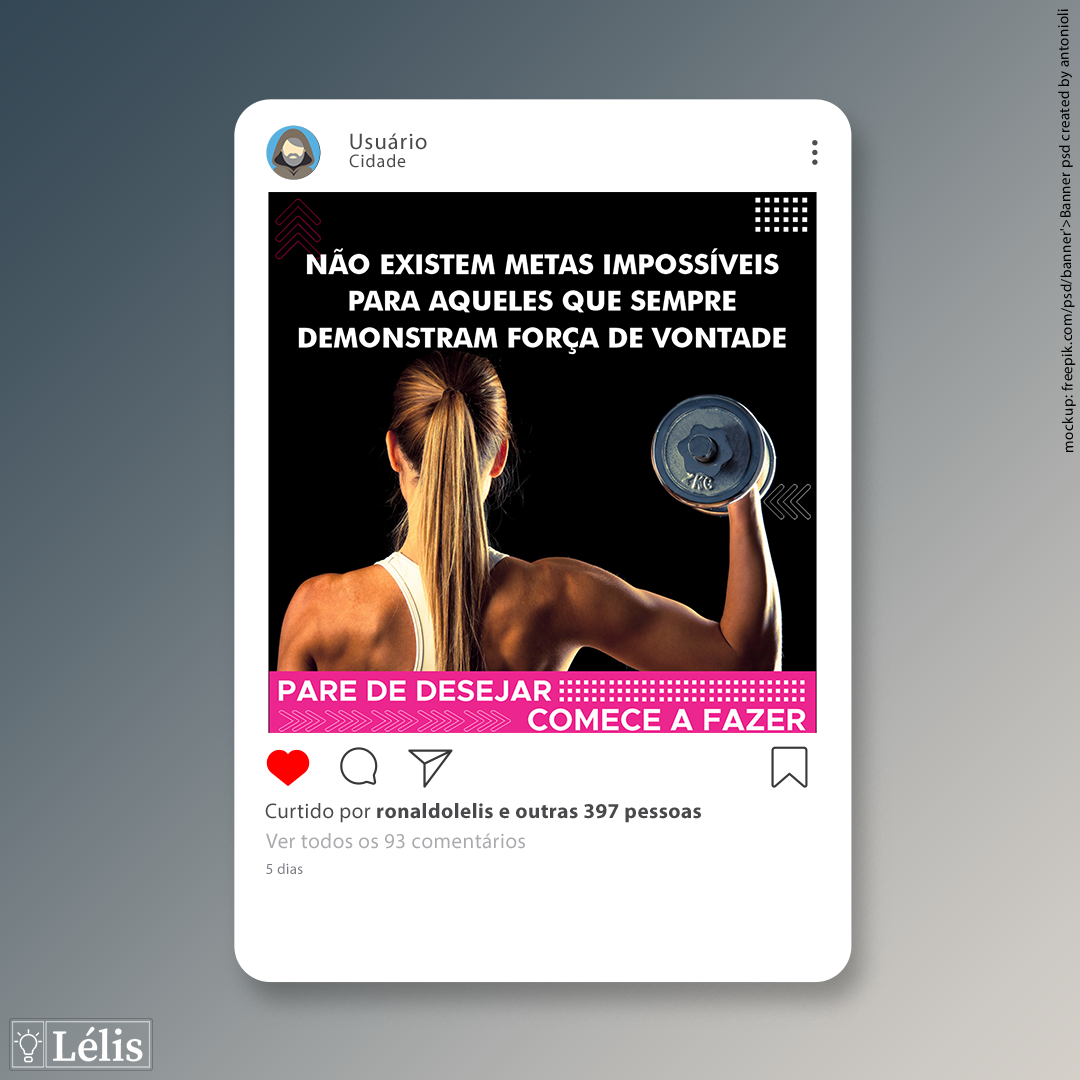 Usuário
Cidade
NÃO EXISTEM METAS IMPOSSÍVEIS
PARA AQUELES QUE SEMPRE
DEMONSTRAM FORÇA DE VONTADE
2KG
PARE DE DESEJAR
COMECE A FAZER
Curtido por ronaldolelis e outras 397 pessoas
Ver todos os 93 comentários
5 dias
Lélis
mockup: freepik.com/psd/banner'>Banner psd created by antonioli